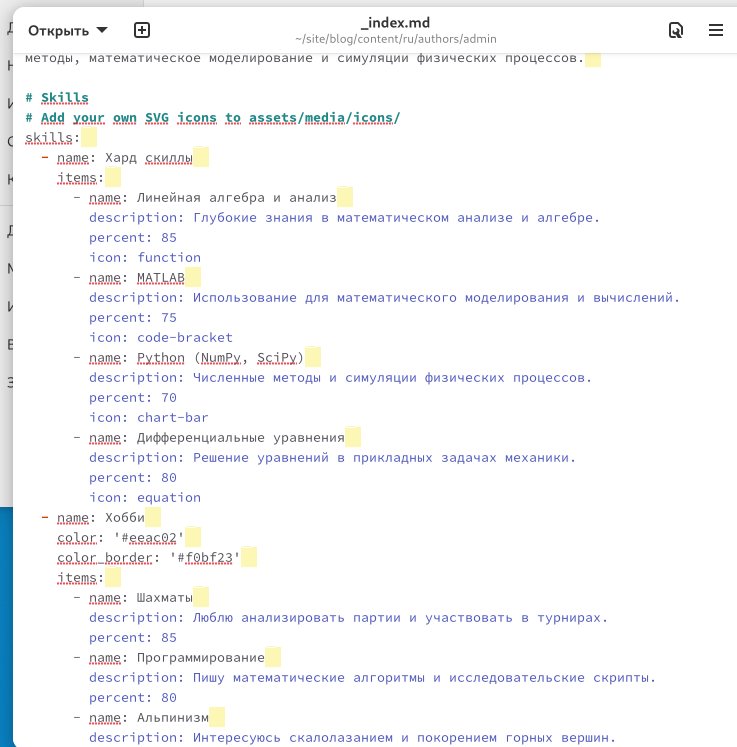 Открыть
_index.md
~/site/blog/content/ru/authors/admin
методы, математическое моделирование и симуляции физических процессов.
# Skills
# Add your own SVG icons to assets/media/icons/
skills:
- name: Хард скиллы
items:
- name: Линейная алгебра и анализ
description: Глубокие знания в математическом анализе и алгебре.
percent: 85
icon: function
- name: MATLAB
description: Использование для математического моделирования и вычислений.
percent: 75
icon: code-bracket
- name: Python (NumPy, SciPy)
description: Численные методы и симуляции физических процессов.
percent: 70
icon: chart-bar
- name: Дифференциальные уравнения
description: Решение уравнений в прикладных задачах механики.
percent: 80
icon: equation
- name: Хобби
color: '#eeac02'
color_border: '#f0bf23'
items:
- name: Шахматы
description: Люблю анализировать партии и участвовать в турнирах.
percent: 85
- name: Программирование
description: Пишу математические алгоритмы и исследовательские скрипты.
percent: 80
- name: Альпинизм
description: Интересуюсь скалолазанием и покорением горных вершин.